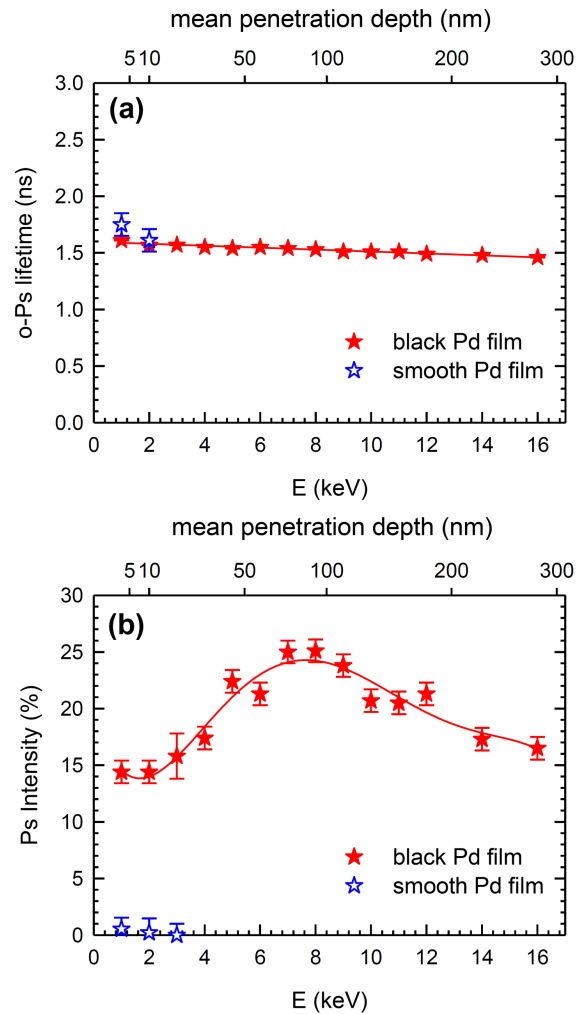 mean penetration depth (nm)
5 10 50 100 200 300
3.0
(a)
2.5
2.0
1.5
1.0
0.5
0.0
o-Ps lifetime (ns)
black Pd film
smooth Pd film
0 2 4 6 8 10 12 14 16
E (keV)
mean penetration depth (nm)
5 10 50 100 200 300
30
(b)
25
20
15
10
5
0
Ps Intensity (%)
black Pd film
smooth Pd film
0 2 4 6 8 10 12 14 16
E (keV)